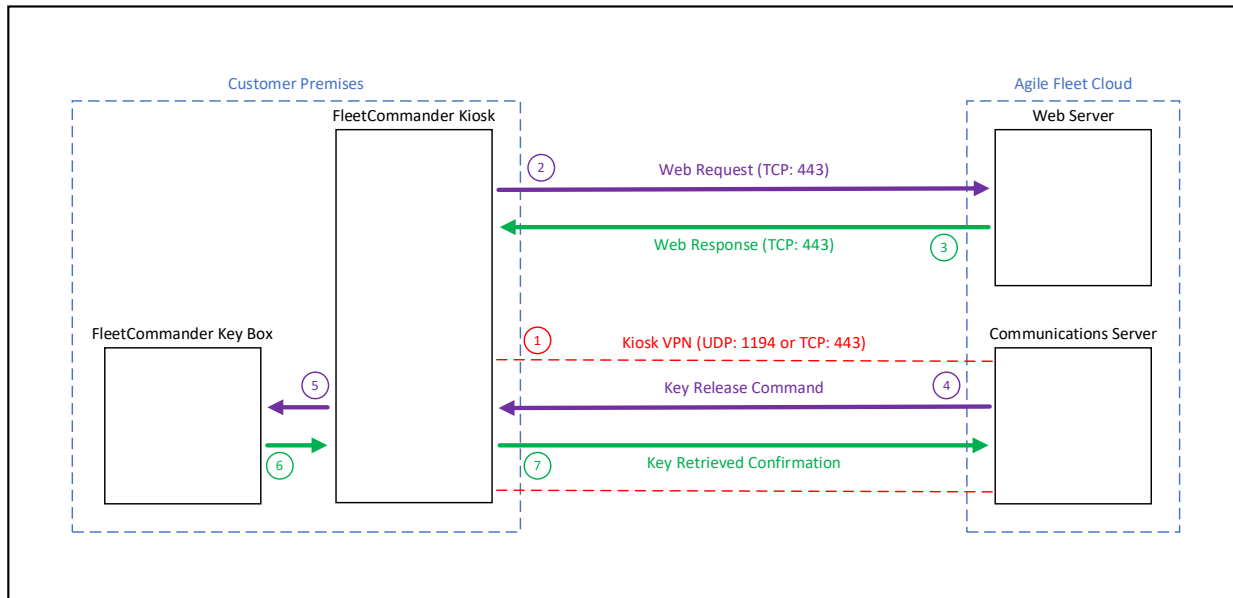 Customer Premises
Agile Fleet Cloud
FleetCommander Kiosk
Web Server
2
Web Request (TCP: 443)
Web Response (TCP: 443)
3
FleetCommander Key Box
1
Kiosk VPN (UDP: 1194 or TCP: 443)
Communications Server
5
Key Release Command
4
6
7
Key Retrieved Confirmation